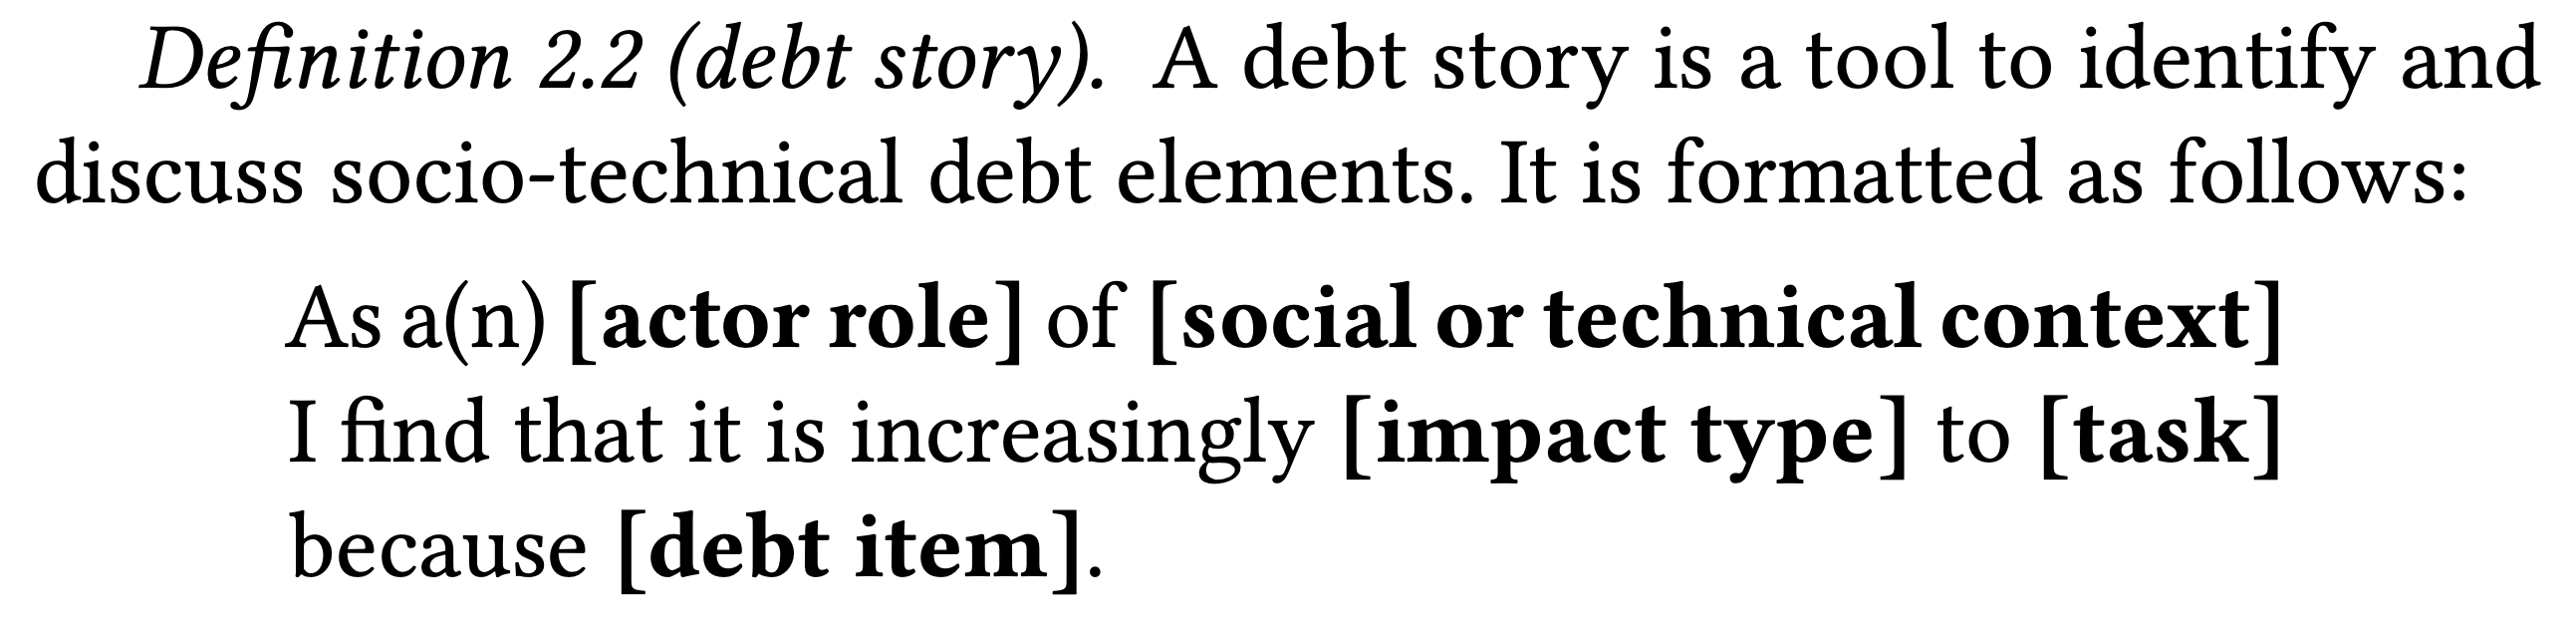 Definition 2.2 (debt story). A debt story is a tool to identify and
discuss socio-technical debt elements. It is formatted as follows:
As a(n) [actor role] of [social or technical context]
I find that it is increasingly [impact type] to [task]
because [debt item].